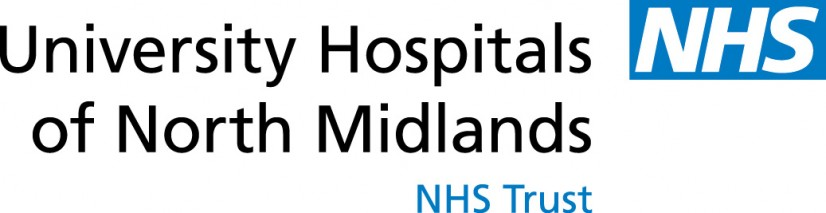 University Hospitals NHS
of North Midlands
NHS Trust